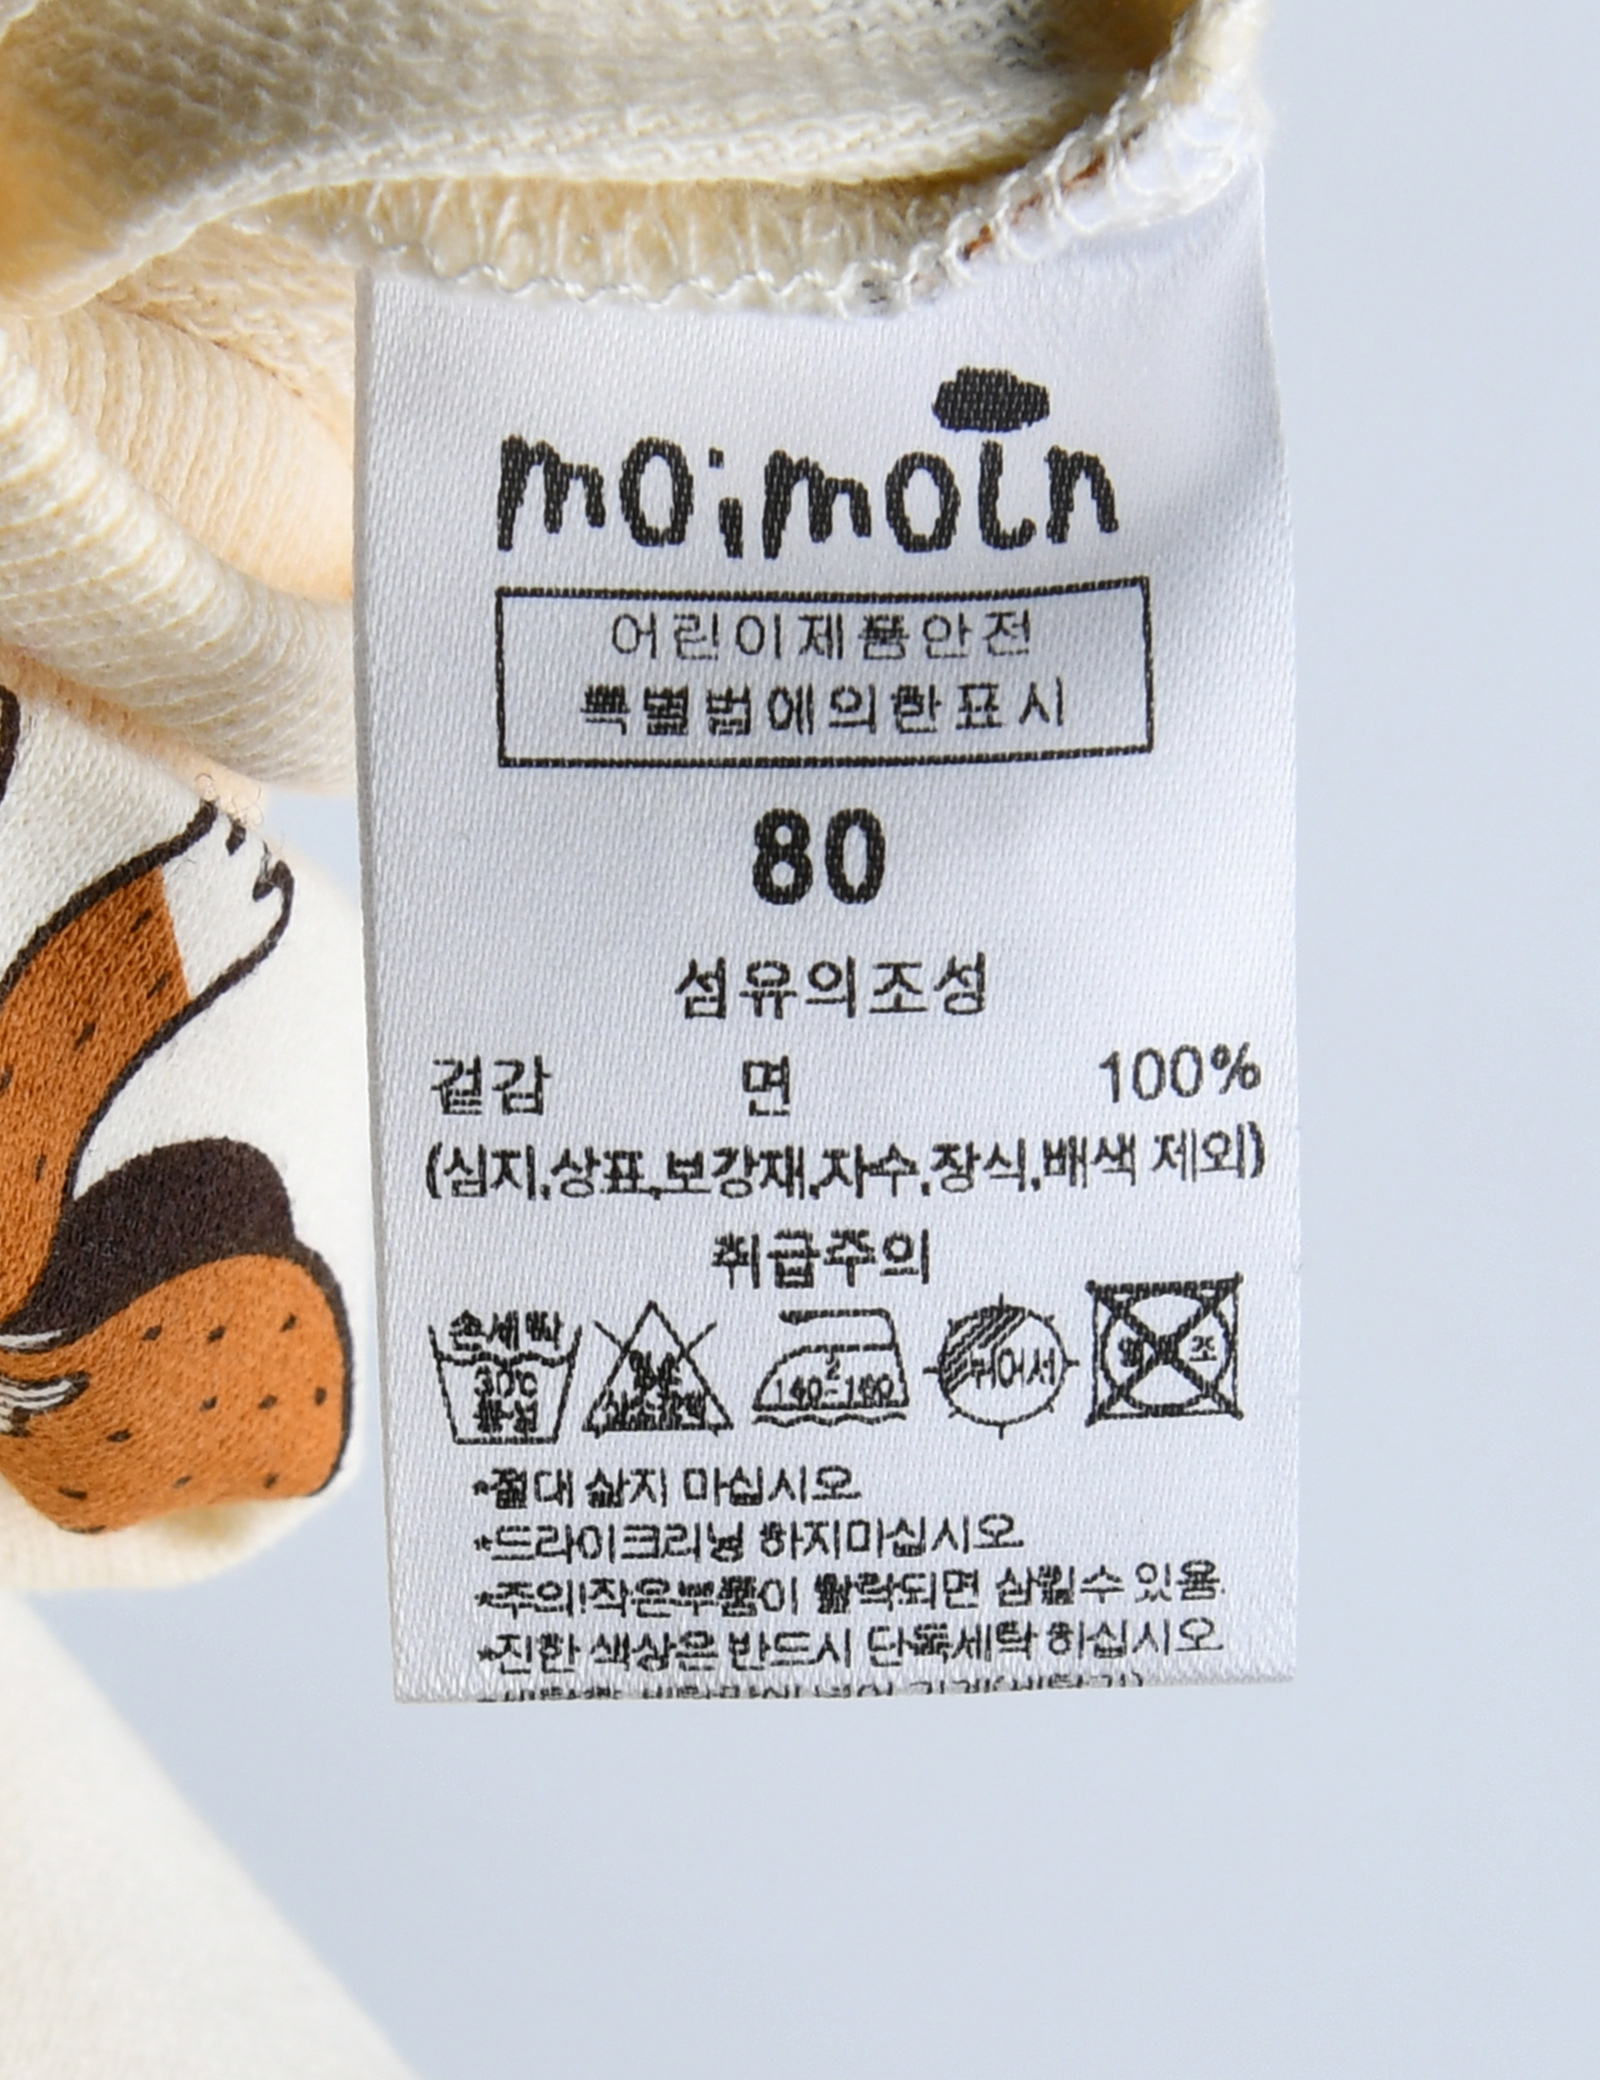 moimoln
어린이제품안전
특별법에의한표시
80
섬유의조성
겉감 면 100%
(심지,상표,보강재,자수,장식,배색 제외)
취급주의
손세탁
30℃
중성
2
140-160
뉘어서
조
*절대 삶지 마십시오
*드라이크리닝 하지마십시오
*주의!작은부품이 탈락되면 삼킬수 있음.
*진한 색상은 반드시 단독세탁 하십시오